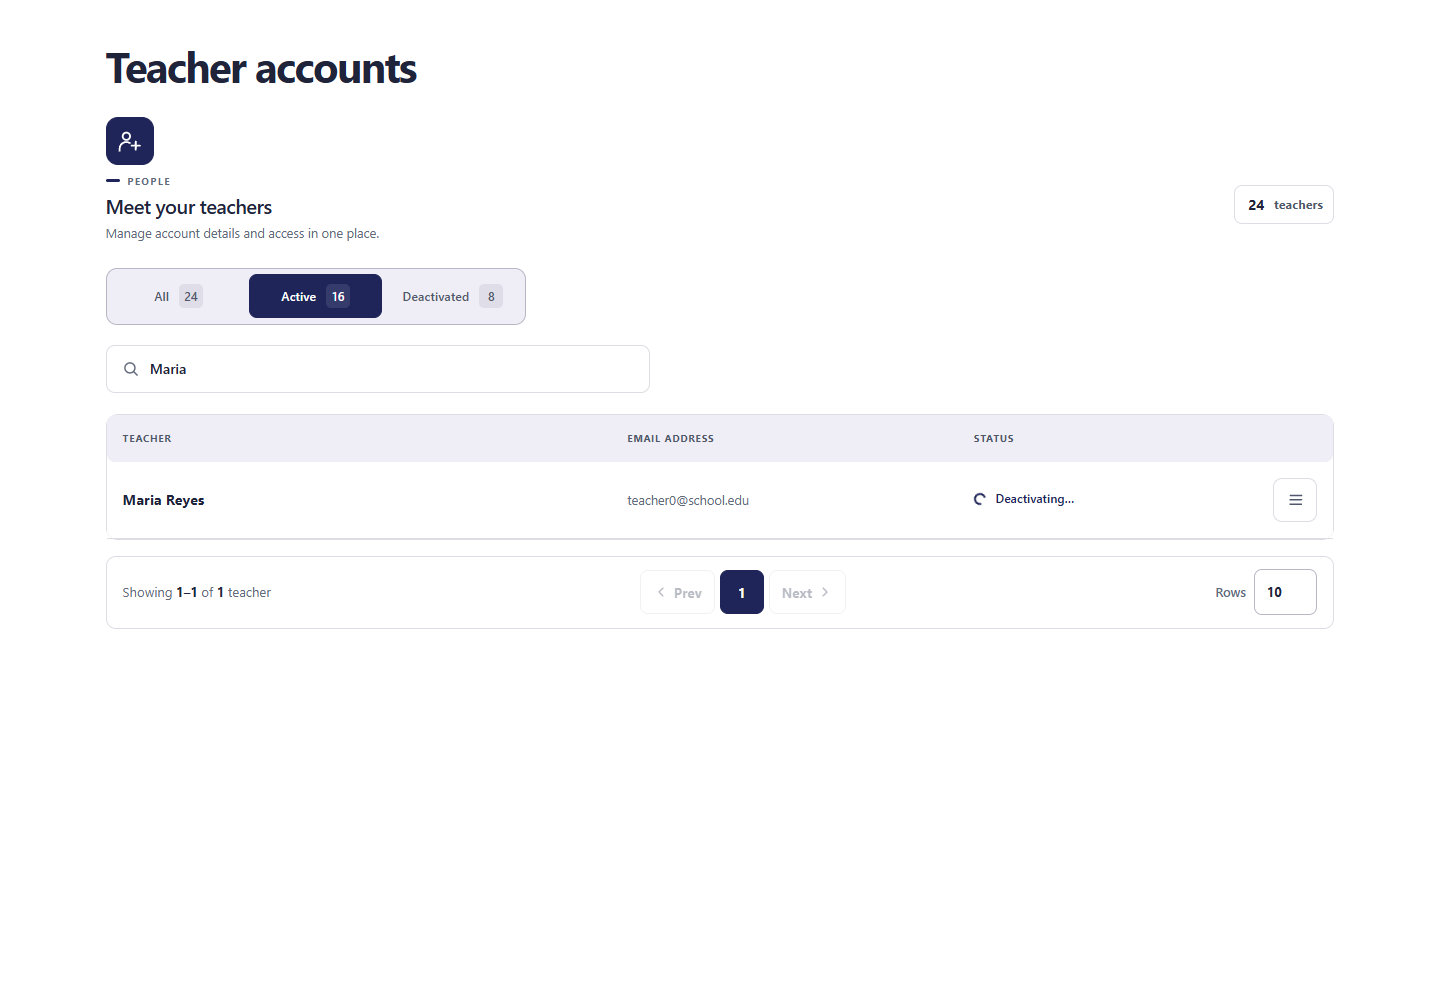 Teacher accounts
PEOPLE
Meet your teachers
Manage account details and access in one place.
24 teachers
All 24 Active 16 Deactivated 8
Maria
TEACHER EMAIL ADDRESS STATUS
Maria Reyes teacher0@school.edu Deactivating...
Showing 1–1 of 1 teacher Prev 1 Next Rows 10